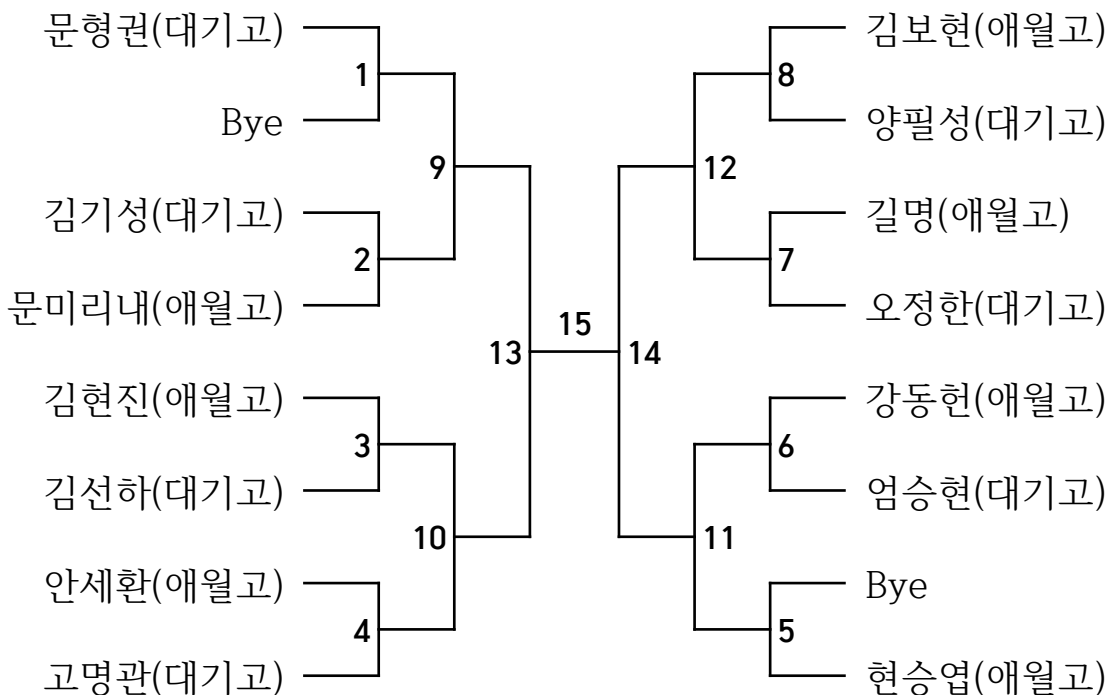 문형권(대기고)
1
Bye
9
김기성(대기고)
2
문미리내(애월고)
13
김현진(애월고)
3
김선하(대기고)
10
안세환(애월고)
4
고명관(대기고)
15
김보현(애월고)
8
양필성(대기고)
12
길명(애월고)
7
오정한(대기고)
14
강동헌(애월고)
6
엄승현(대기고)
11
Bye
5
현승엽(애월고)